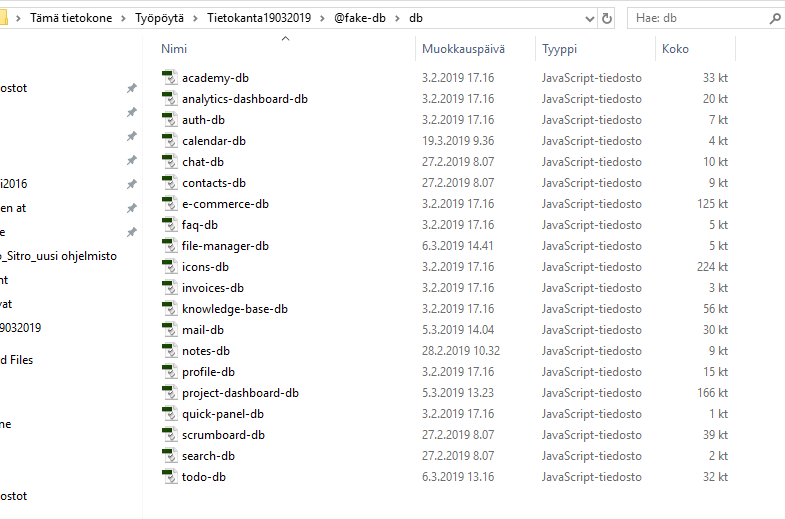 Tämä tietokone > Työpöytä > Tietokanta19032019 > @fake-db > db
Hae: db
Nimi Muokkauspäivä Tyyppi Koko
academy-db 3.2.2019 17.16 JavaScript-tiedosto 33 kt
analytics-dashboard-db 3.2.2019 17.16 JavaScript-tiedosto 20 kt
auth-db 3.2.2019 17.16 JavaScript-tiedosto 7 kt
calendar-db 19.3.2019 9.36 JavaScript-tiedosto 4 kt
chat-db 27.2.2019 8.07 JavaScript-tiedosto 10 kt
contacts-db 27.2.2019 8.07 JavaScript-tiedosto 9 kt
e-commerce-db 3.2.2019 17.16 JavaScript-tiedosto 125 kt
faq-db 3.2.2019 17.16 JavaScript-tiedosto 5 kt
file-manager-db 6.3.2019 14.41 JavaScript-tiedosto 5 kt
icons-db 3.2.2019 17.16 JavaScript-tiedosto 224 kt
invoices-db 3.2.2019 17.16 JavaScript-tiedosto 3 kt
knowledge-base-db 3.2.2019 17.16 JavaScript-tiedosto 56 kt
mail-db 5.3.2019 14.04 JavaScript-tiedosto 30 kt
notes-db 28.2.2019 10.32 JavaScript-tiedosto 9 kt
profile-db 3.2.2019 17.16 JavaScript-tiedosto 15 kt
project-dashboard-db 5.3.2019 13.23 JavaScript-tiedosto 166 kt
quick-panel-db 3.2.2019 17.16 JavaScript-tiedosto 1 kt
scrumboard-db 27.2.2019 8.07 JavaScript-tiedosto 39 kt
search-db 27.2.2019 8.07 JavaScript-tiedosto 2 kt
todo-db 6.3.2019 13.16 JavaScript-tiedosto 32 kt
ostot
i2016
en at
e
o_Sitro_uusi ohjelmisto
nt
vat
19032019
d Files
ne
ostot